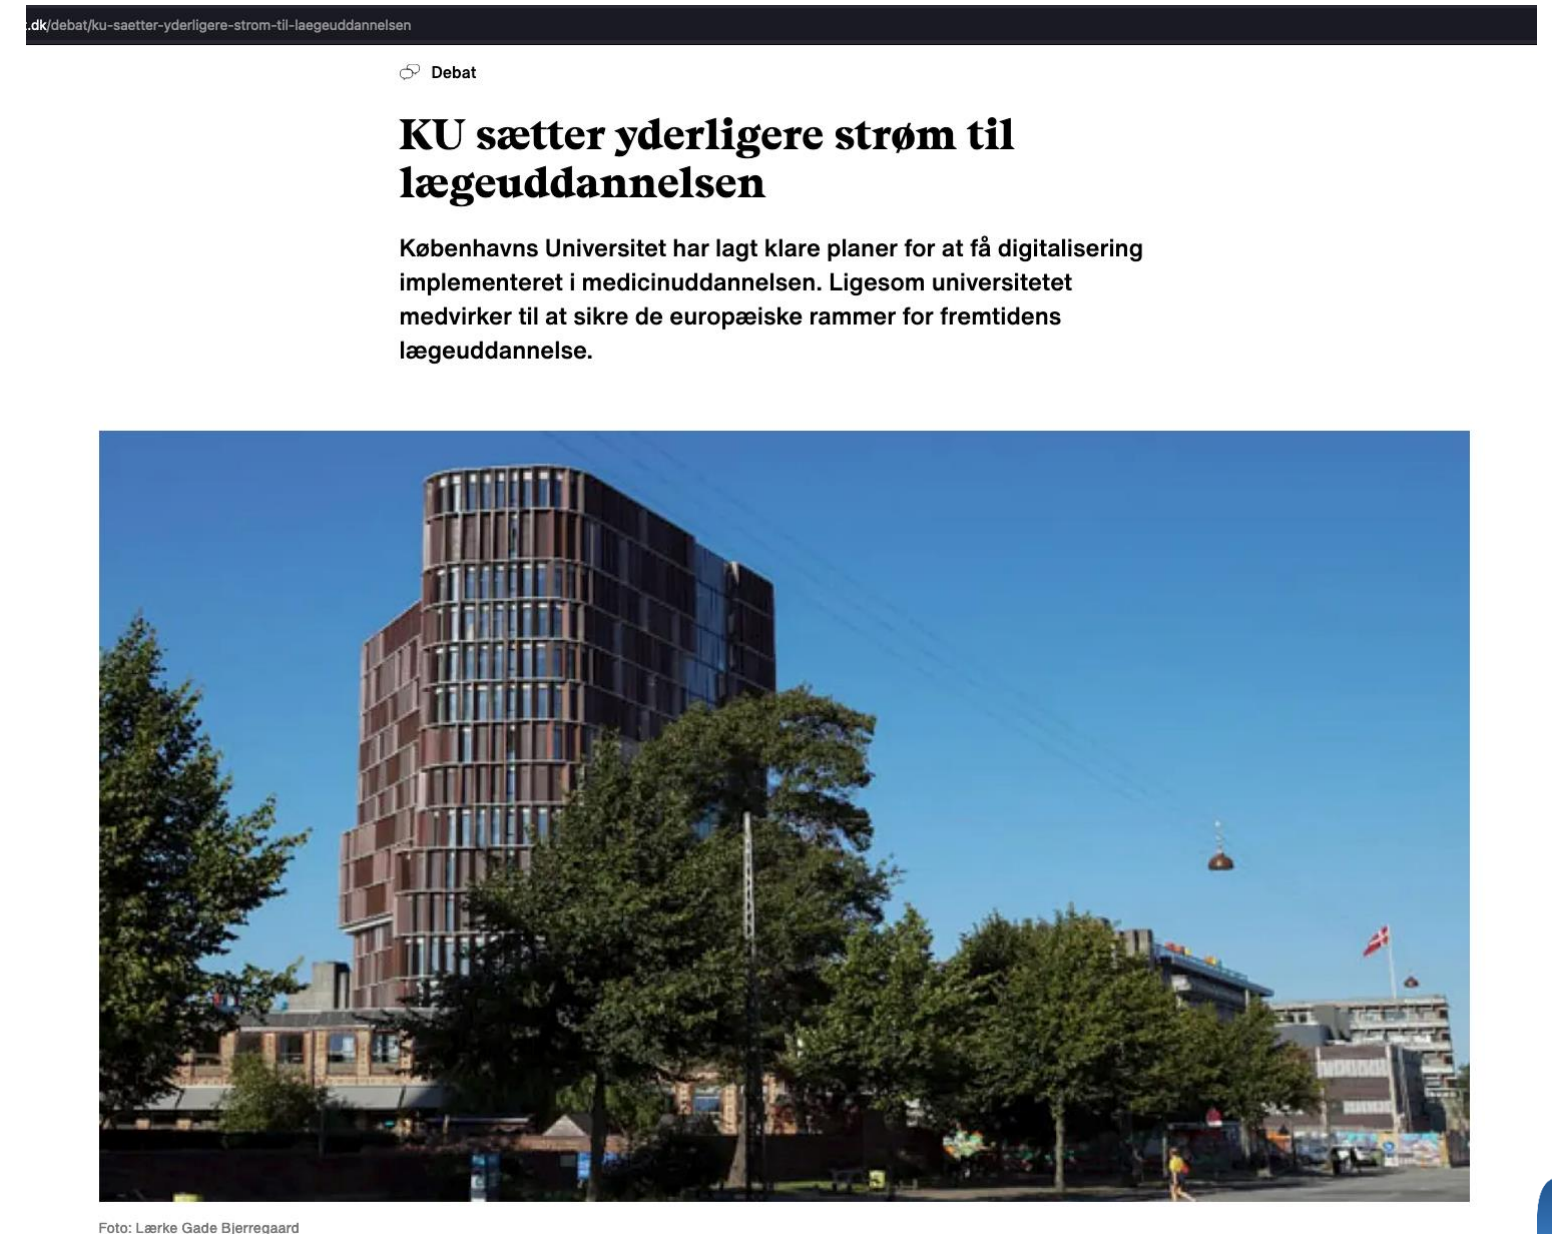 .dk/debat/ku-saetter-yderligere-strom-til-laegeuddannelsen
Debat
KU sætter yderligere strøm til
lægeuddannelsen
Københavns Universitet har lagt klare planer for at få digitalisering
implementeret i medicinuddannelsen. Ligesom universitetet
medvirker til at sikre de europæiske rammer for fremtidens
lægeuddannelse.
Foto: Lærke Gade Bjerregaard